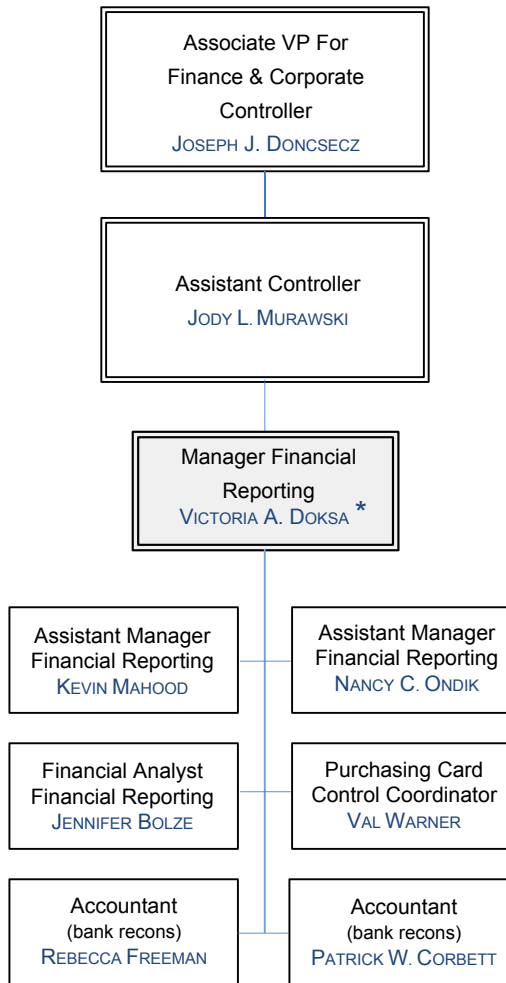 Associate VP For
Finance & Corporate
Controller
JOSEPH J. DONCSECZ
Assistant Controller
JODY L. MURAWSKI
Manager Financial
Reporting
VICTORIA A. DOKSA *
Assistant Manager
Financial Reporting
KEVIN MAHOOD
Assistant Manager
Financial Reporting
NANCY C. ONDIK
Financial Analyst
Financial Reporting
JENNIFER BOLZE
Purchasing Card
Control Coordinator
VAL WARNER
Accountant
(bank recons)
REBECCA FREEMAN
Accountant
(bank recons)
PATRICK W. CORBETT